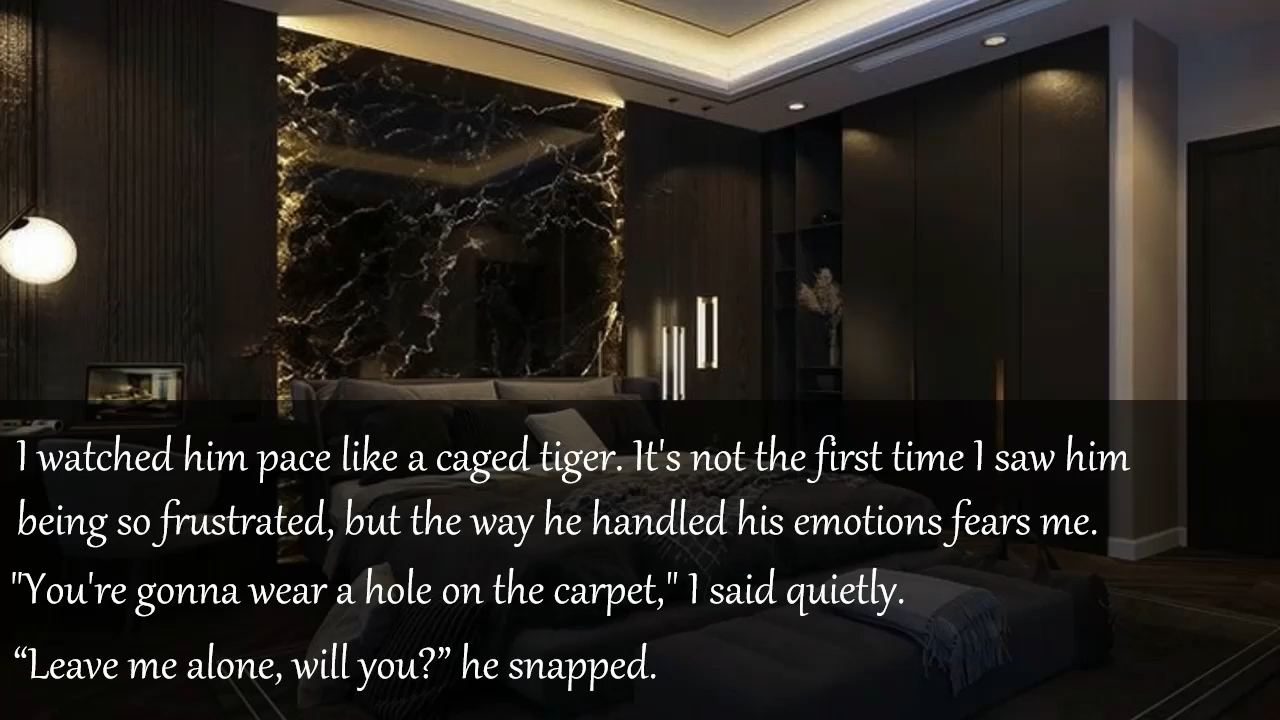 I watched him pace like a caged tiger. It's not the first time I saw him
being so frustrated, but the way he handled his emotions fears me.
"You're gonna wear a hole on the carpet," I said quietly.
“Leave me alone, will you?” he snapped.